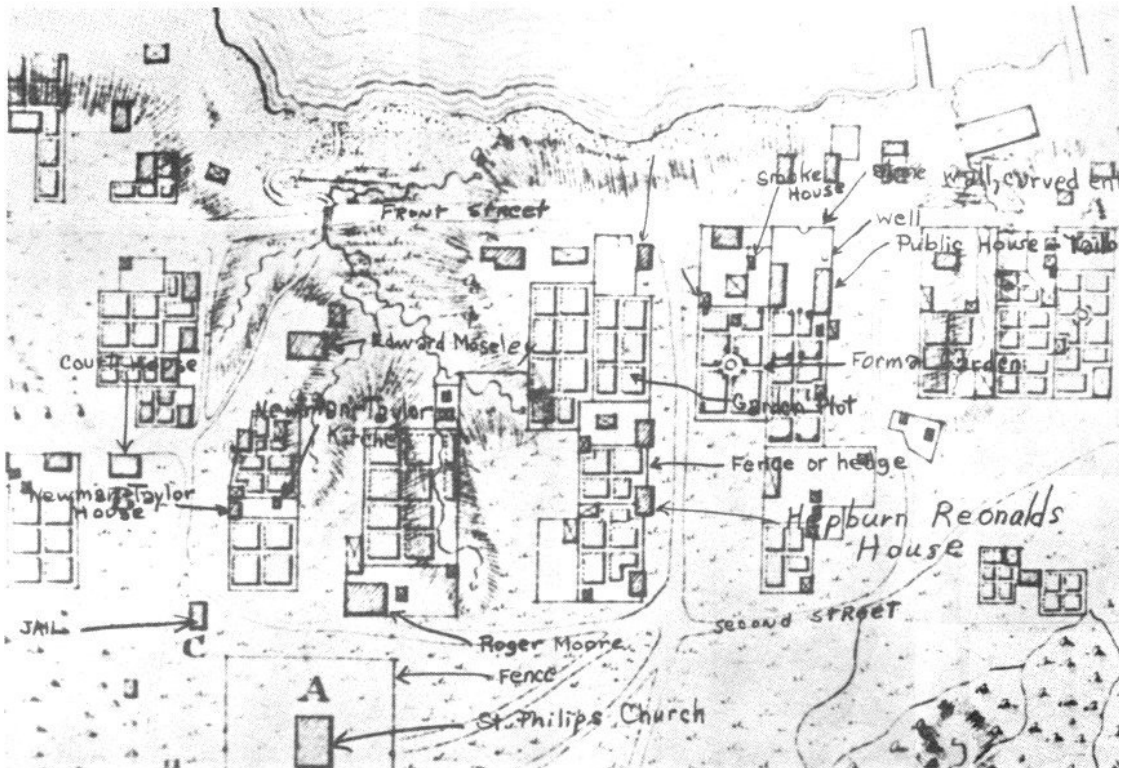 FRONT STREET
Smoke
House
Stone Wall, curved ent
Well
Public House - Tailo
Edward Moseley
Court House
Formal Garden
Newman-Taylor
Kitchen
Garden Plot
Fence or hedge
Newman-Taylor
House
Hepburn Reonalds
House
JAIL
C
SECOND STREET
Roger Moore
A
Fence
St. Philips Church